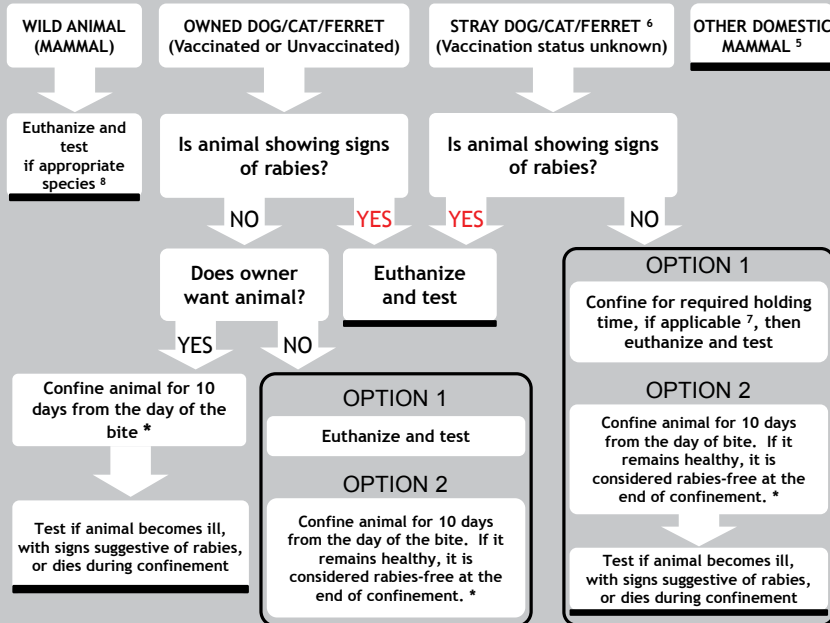 WILD ANIMAL
(MAMMAL)
OWNED DOG/CAT/FERRET
(Vaccinated or Unvaccinated)
STRAY DOG/CAT/FERRET 6
(Vaccination status unknown)
OTHER DOMESTIC
MAMMAL 5
Euthanize and
test
if appropriate
species 8
Is animal showing signs
of rabies?
Is animal showing signs
of rabies?
NO
YES
YES
NO
Does owner
want animal?
Euthanize
and test
YES
NO
Confine animal for 10
days from the day of the
bite *
Test if animal becomes ill,
with signs suggestive of rabies,
or dies during confinement
OPTION 1
Euthanize and test
OPTION 2
Confine animal for 10 days
from the day of the bite. If it
remains healthy, it is
considered rabies-free at the
end of confinement. *
OPTION 1
Confine for required holding
time, if applicable 7, then
euthanize and test
OPTION 2
Confine animal for 10 days
from the day of bite. If it
remains healthy, it is
considered rabies-free at the
end of confinement. *
Test if animal becomes ill,
with signs suggestive of rabies,
or dies during confinement